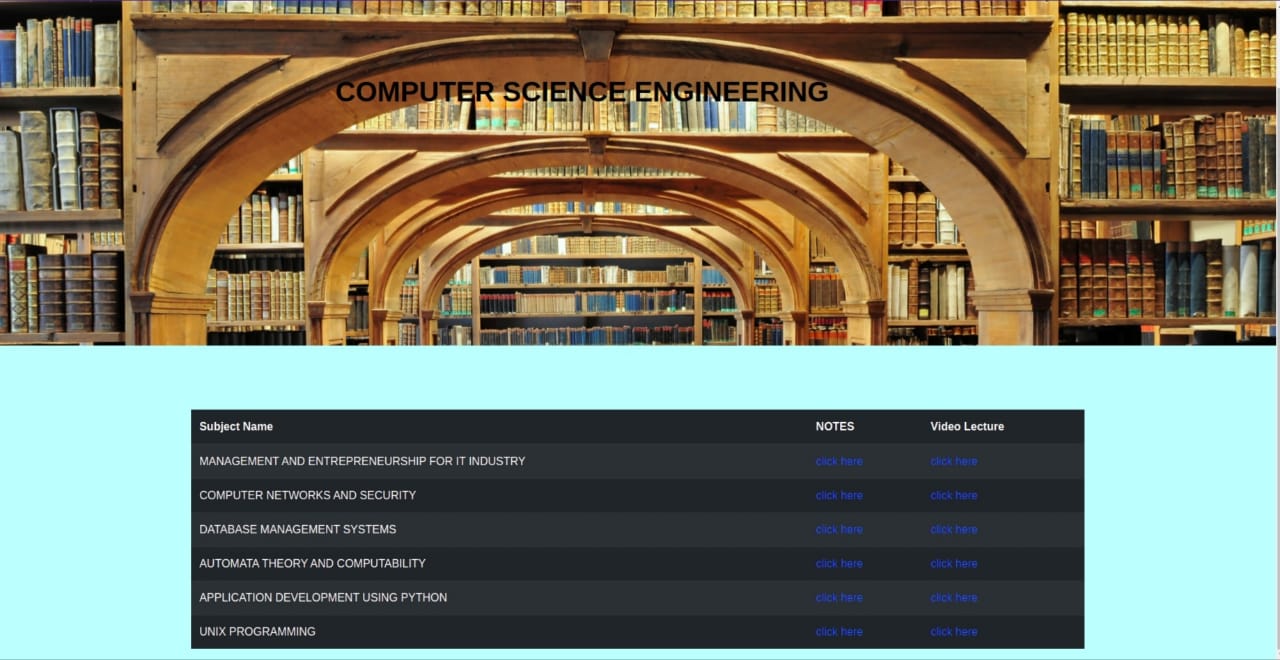 COMPUTER SCIENCE ENGINEERING
Subject Name NOTES Video Lecture
MANAGEMENT AND ENTREPRENEURSHIP FOR IT INDUSTRY click here click here
COMPUTER NETWORKS AND SECURITY click here click here
DATABASE MANAGEMENT SYSTEMS click here click here
AUTOMATA THEORY AND COMPUTABILITY click here click here
APPLICATION DEVELOPMENT USING PYTHON click here click here
UNIX PROGRAMMING click here click here